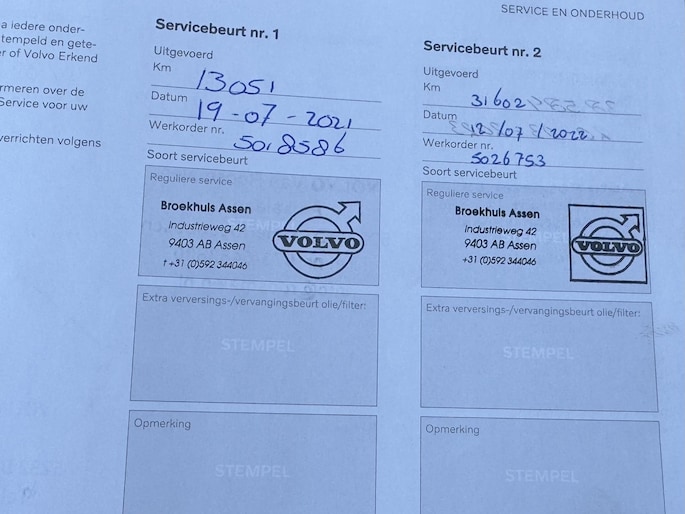 SERVICE EN ONDERHOUD
a iedere onder-
tempeld en gete-
r of Volvo Erkend
rmeren over de
Service voor uw
verrichten volgens
Servicebeurt nr. 1
Uitgevoerd
Km 13051
Datum 19-07-2021
Werkorder nr. 5018586
Soort servicebeurt
Reguliere service
Broekhuis Assen
Industrieweg 42
9403 AB Assen
t +31 (0)592 344046
VOLVO
Extra verversings-/vervangingsbeurt olie/filter:
STEMPEL
Opmerking
STEMPEL
Servicebeurt nr. 2
Uitgevoerd
Km 31602
Datum 12/07/2022
Werkorder nr. 5026753
Soort servicebeurt
Reguliere service
Broekhuis Assen
Industrieweg 42
9403 AB Assen
+31 (0)592 344046
VOLVO
Extra verversings-/vervangingsbeurt olie/filter:
STEMPEL
Opmerking
STEMPEL